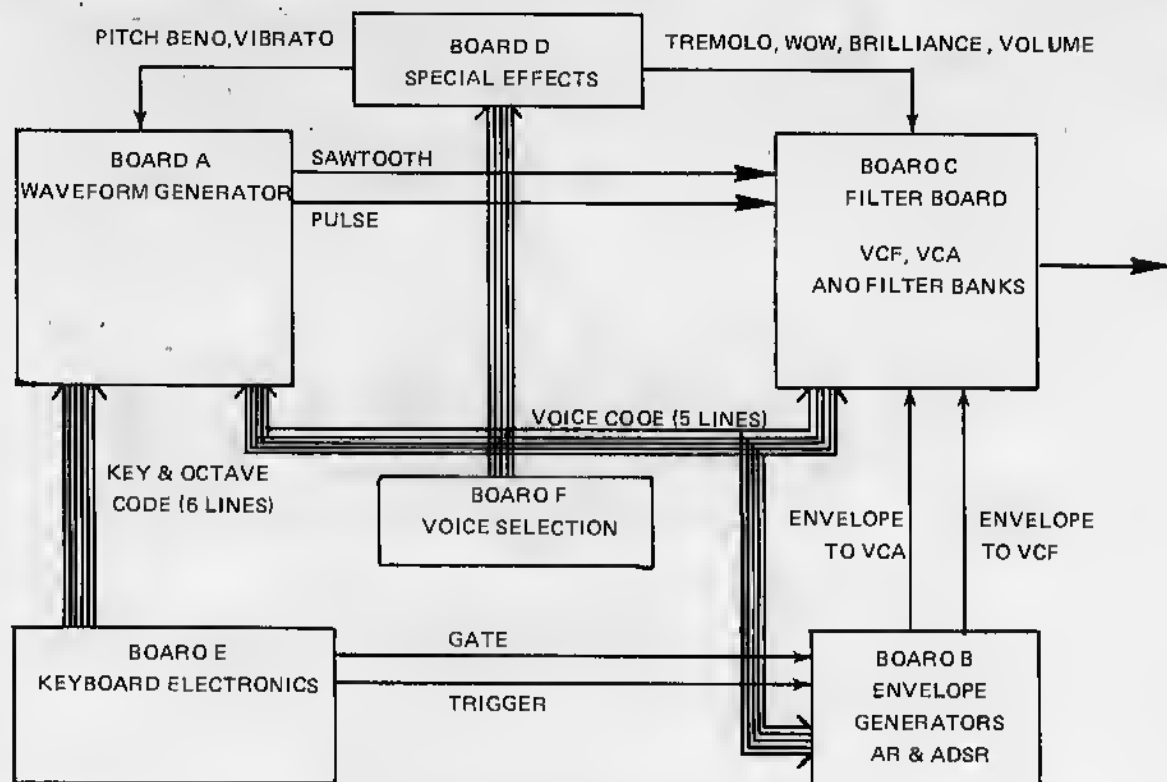 PITCH BENO,VIBRATO
BOARD D
SPECIAL EFFECTS
TREMOLO, WOW, BRILLIANCE, VOLUME
BOARD A
WAVEFORM GENERATOR
SAWTOOTH
PULSE
BOARO C
FILTER BOARD
VCF, VCA
ANO FILTER BANKS
VOICE CODE (5 LINES)
KEY & OCTAVE
CODE (6 LINES)
BOARO F
VOICE SELECTION
ENVELOPE
TO VCA
ENVELOPE
TO VCF
BOARO E
KEYBOARD ELECTRONICS
GATE
TRIGGER
BOARO B
ENVELOPE
GENERATORS
AR & ADSR